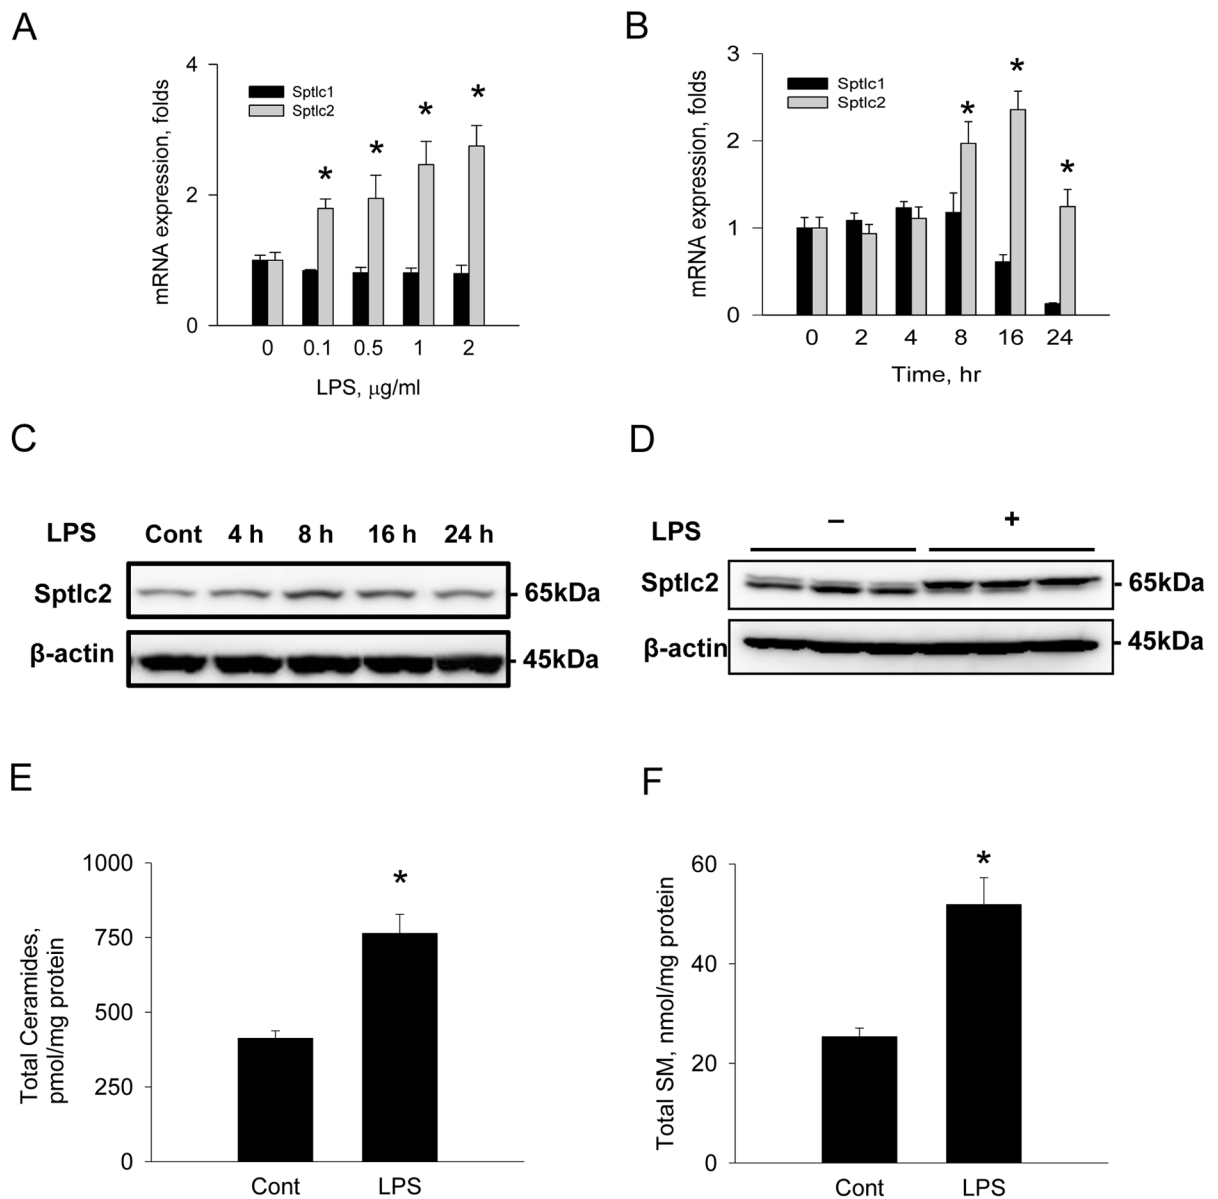 A
mRNA expression, folds
4
2
0
Sptlc1
Sptlc2
*
*
*
*
0 0.1 0.5 1 2
LPS, μg/ml
B
mRNA expression, folds
3
2
1
0
Sptlc1
Sptlc2
*
*
*
0 2 4 8 16 24
Time, hr
C
LPS Cont 4 h 8 h 16 h 24 h
Sptlc2 - 65kDa
β-actin - 45kDa
D
LPS – +
Sptlc2 - 65kDa
β-actin - 45kDa
E
Total Ceramides,
pmol/mg protein
1000
750
500
250
0
*
Cont LPS
F
Total SM, nmol/mg protein
60
40
20
0
*
Cont LPS